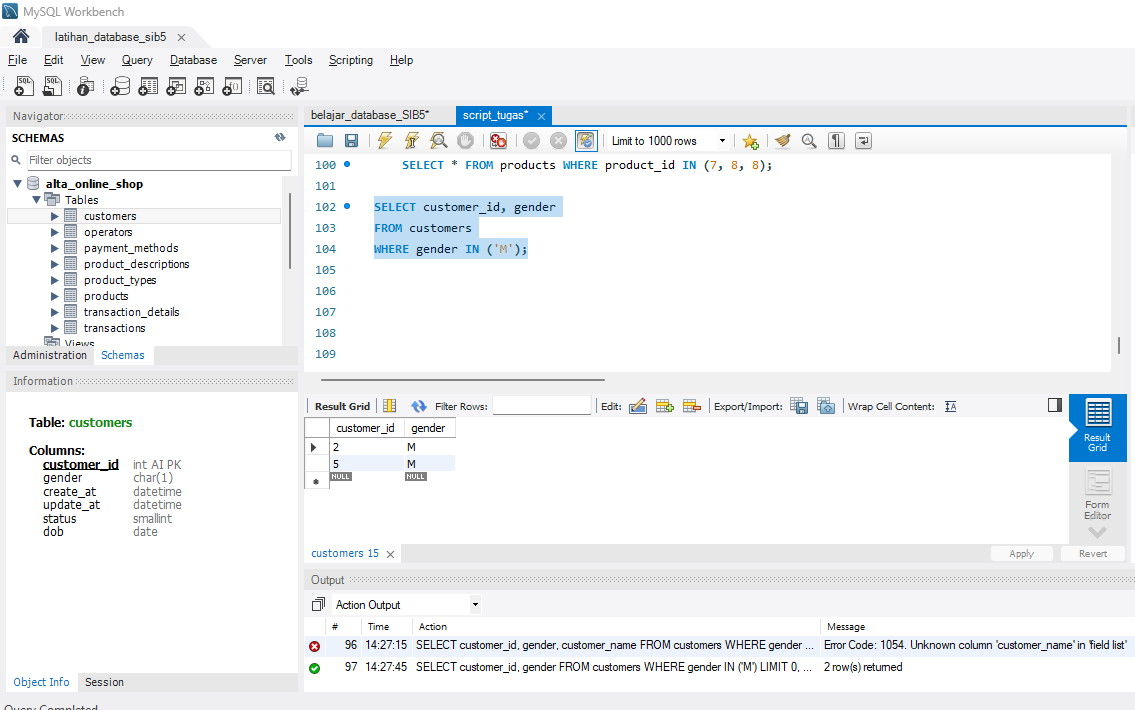 MySQL Workbench
latihan_database_sib5
File Edit View Query Database Server Tools Scripting Help
Navigator
SCHEMAS
Filter objects
alta_online_shop
Tables
customers
operators
payment_methods
product_descriptions
product_types
products
transaction_details
transactions
Views
Administration Schemas
Information
Table: customers
Columns:
customer_id int AI PK
gender char(1)
create_at datetime
update_at datetime
status smallint
dob date
Object Info Session
Query Completed
belajar_database_SIB5* script_tugas*
Limit to 1000 rows
100 SELECT * FROM products WHERE product_id IN (7, 8, 8);
101
102 SELECT customer_id, gender
103 FROM customers
104 WHERE gender IN ('M');
105
106
107
108
109
Result Grid Filter Rows: Edit: Export/Import: Wrap Cell Content:
customer_id gender
2 M
5 M
NULL NULL
Result Grid
Form Editor
customers 15 Apply Revert
Output
Action Output
# Time Action Message
96 14:27:15 SELECT customer_id, gender, customer_name FROM customers WHERE gender ... Error Code: 1054. Unknown column 'customer_name' in 'field list'
97 14:27:45 SELECT customer_id, gender FROM customers WHERE gender IN ('M') LIMIT 0, ... 2 row(s) returned